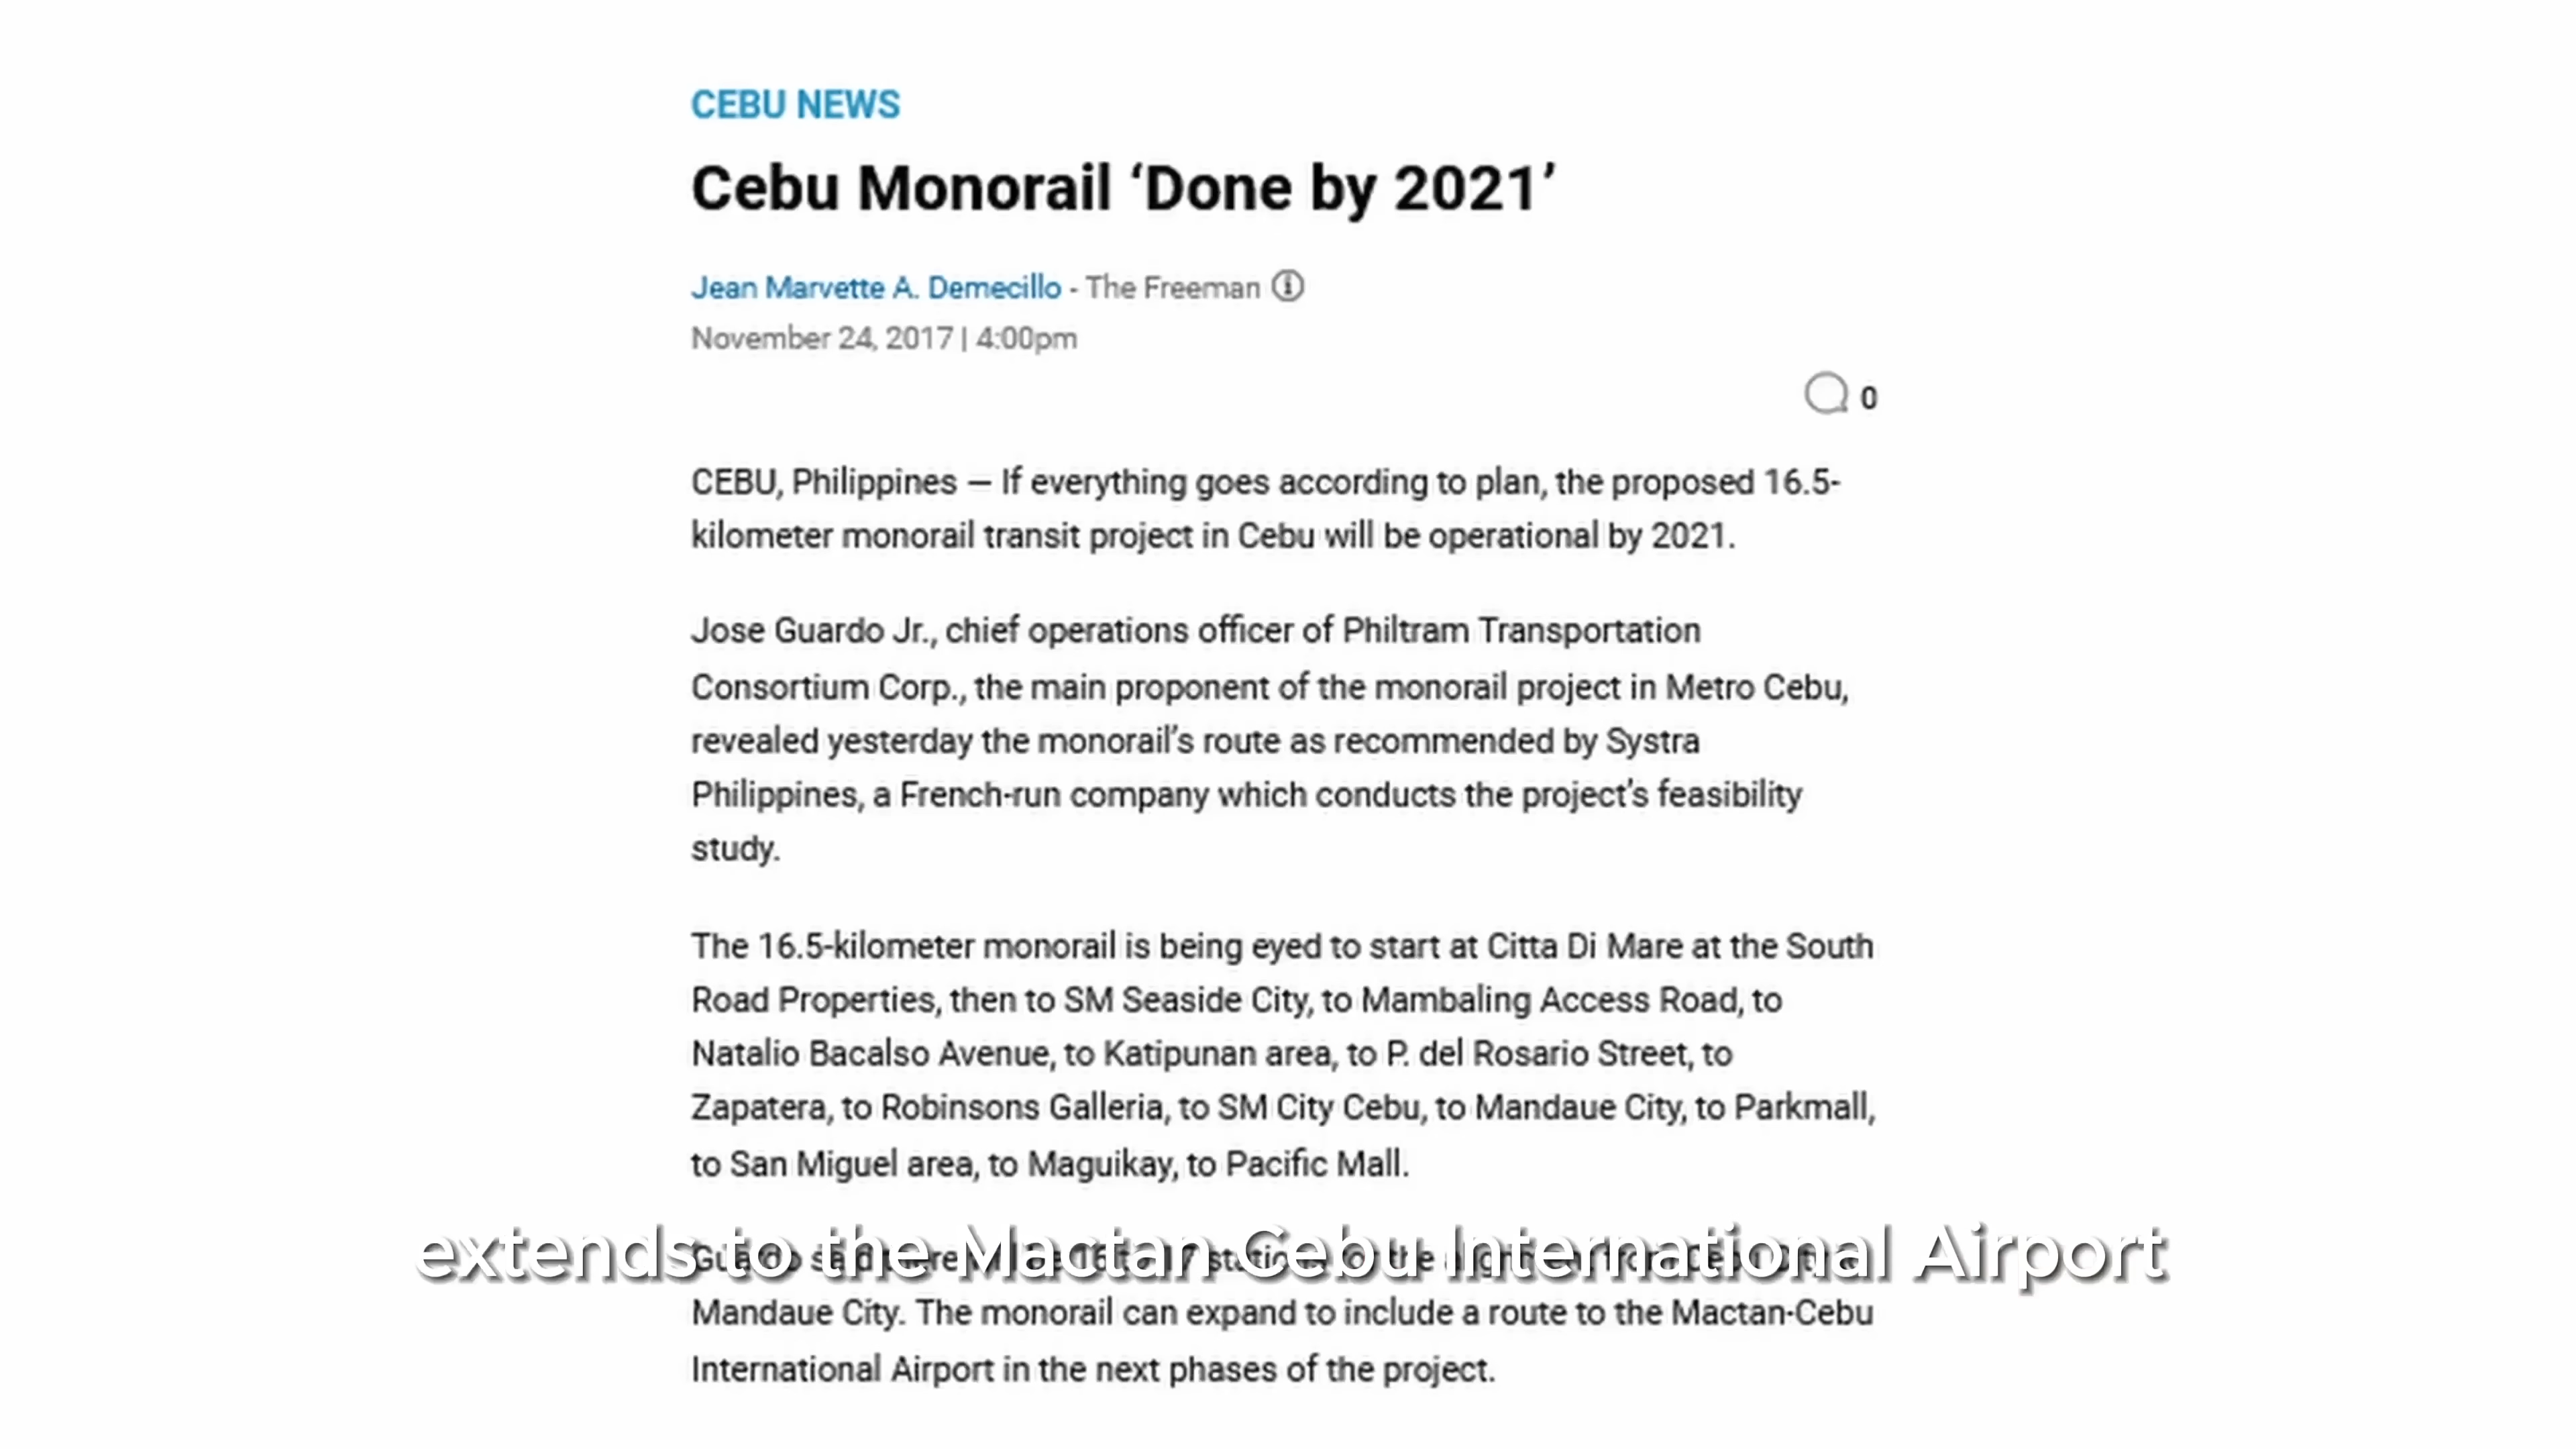 CEBU NEWS
Cebu Monorail ‘Done by 2021’
Jean Marvette A. Demecillo - The Freeman
November 24, 2017 | 4:00pm
0
CEBU, Philippines — If everything goes according to plan, the proposed 16.5-
kilometer monorail transit project in Cebu will be operational by 2021.
Jose Guardo Jr., chief operations officer of Philtram Transportation
Consortium Corp., the main proponent of the monorail project in Metro Cebu,
revealed yesterday the monorail’s route as recommended by Systra
Philippines, a French-run company which conducts the project’s feasibility
study.
The 16.5-kilometer monorail is being eyed to start at Citta Di Mare at the South
Road Properties, then to SM Seaside City, to Mambaling Access Road, to
Natalio Bacalso Avenue, to Katipunan area, to P. del Rosario Street, to
Zapatera, to Robinsons Galleria, to SM City Cebu, to Mandaue City, to Parkmall,
to San Miguel area, to Maguikay, to Pacific Mall.
extends to the Mactan Cebu International Airport
Guardo
Mandaue City. The monorail can expand to include a route to the Mactan-Cebu
International Airport in the next phases of the project.